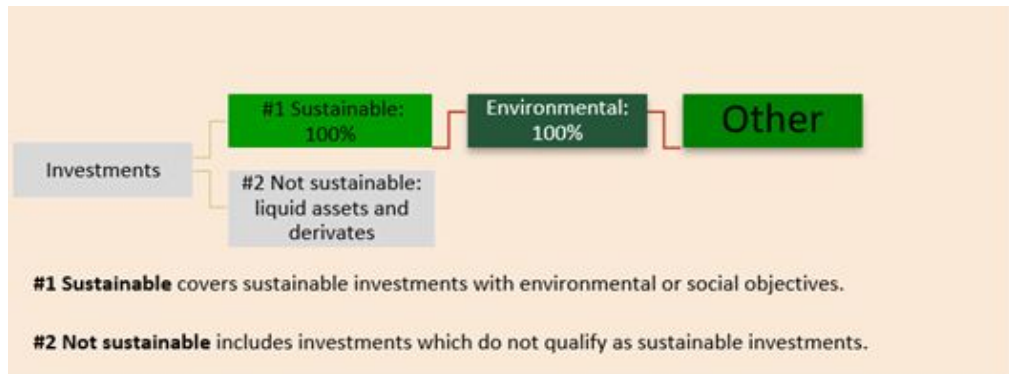 #1 Sustainable:
100%
Environmental:
100%
Other
Investments
#2 Not sustainable:
liquid assets and
derivates
#1 Sustainable covers sustainable investments with environmental or social objectives.
#2 Not sustainable includes investments which do not qualify as sustainable investments.